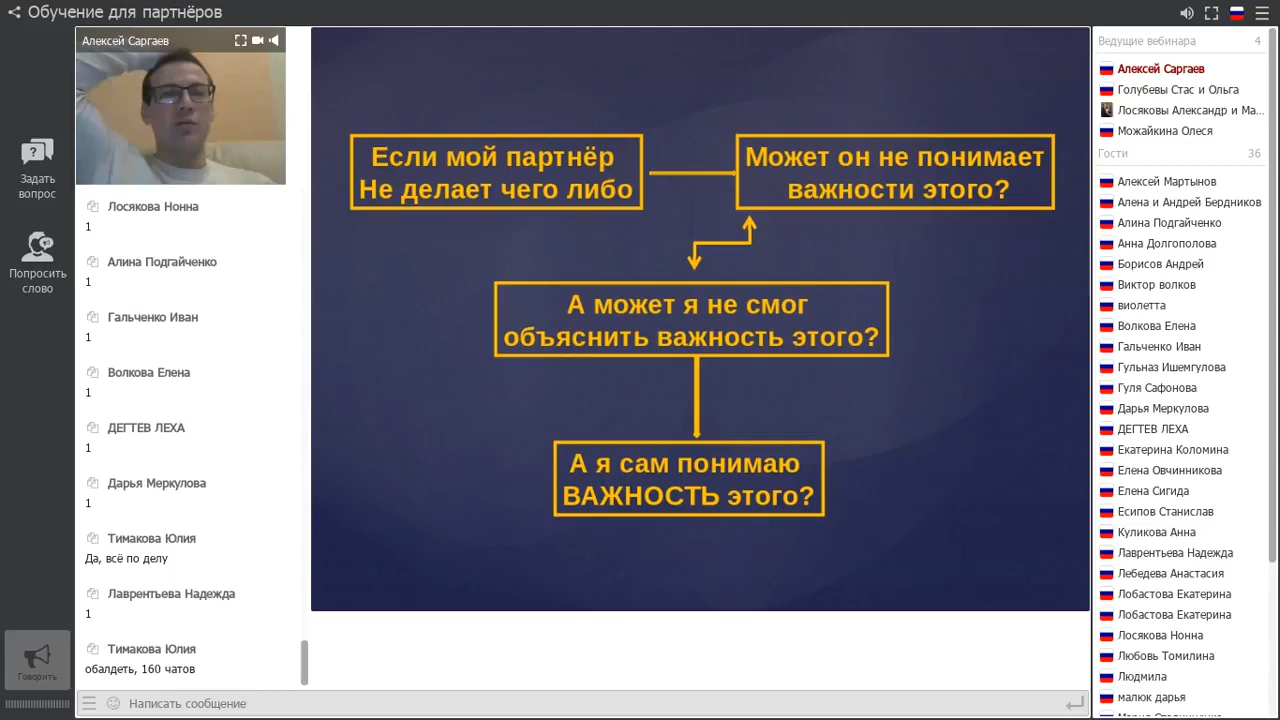 Обучение для партнёров
Алексей Саргаев
Задать
вопрос
Попросить
слово
Говорить
Лосякова Нонна
1
Алина Подгайченко
1
Гальченко Иван
1
Волкова Елена
1
ДЕГТЕВ ЛЕХА
1
Дарья Меркулова
1
Тимакова Юлия
Да, всё по делу
Лаврентьева Надежда
1
Тимакова Юлия
обалдеть, 160 чатов
Написать сообщение
Если мой партнёр
Не делает чего либо
Может он не понимает
важности этого?
А может я не смог
объяснить важность этого?
А я сам понимаю
ВАЖНОСТЬ этого?
Ведущие вебинара 4
Алексей Саргаев
Голубевы Стас и Ольга
Лосяковы Александр и Ма...
Можайкина Олеся
Гости 36
Алексей Мартынов
Алена и Андрей Бердников
Алина Подгайченко
Анна Долгополова
Борисов Андрей
Виктор волков
виолетта
Волкова Елена
Гальченко Иван
Гульназ Ишемгулова
Гуля Сафонова
Дарья Меркулова
ДЕГТЕВ ЛЕХА
Екатерина Коломина
Елена Овчинникова
Елена Сигида
Есипов Станислав
Куликова Анна
Лаврентьева Надежда
Лебедева Анастасия
Лобастова Екатерина
Лобастова Екатерина
Лосякова Нонна
Любовь Томилина
Людмила
малюк дарья